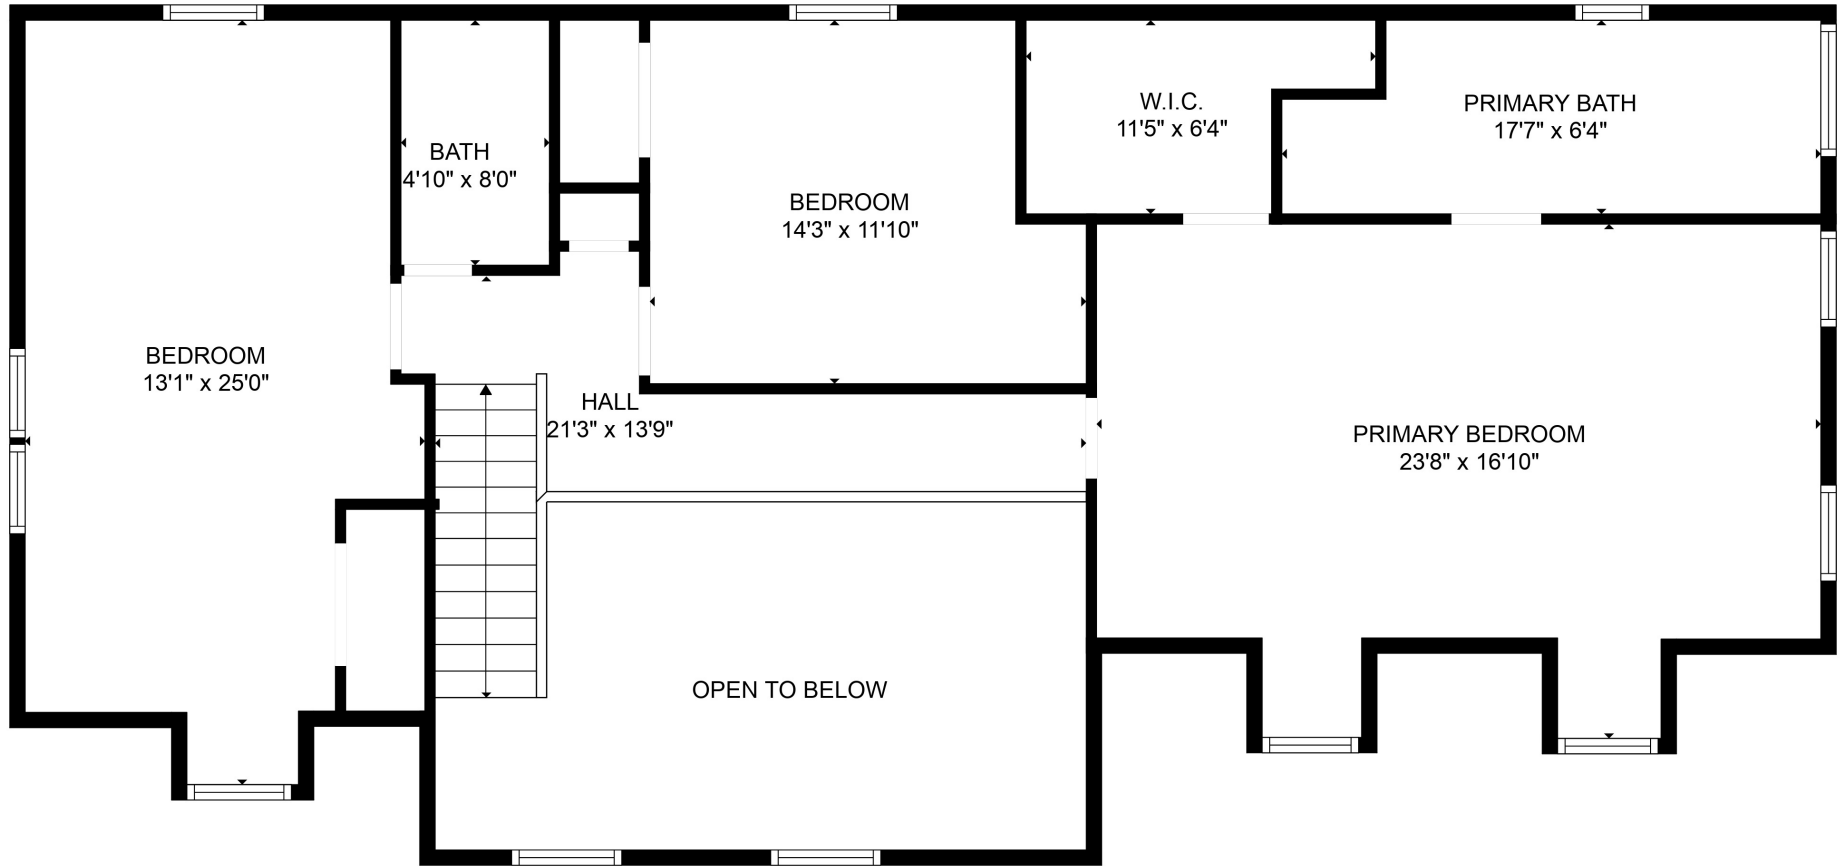 W.I.C.
11'5" x 6'4"
PRIMARY BATH
17'7" x 6'4"
BATH
4'10" x 8'0"
BEDROOM
14'3" x 11'10"
BEDROOM
13'1" x 25'0"
HALL
21'3" x 13'9"
PRIMARY BEDROOM
23'8" x 16'10"
OPEN TO BELOW